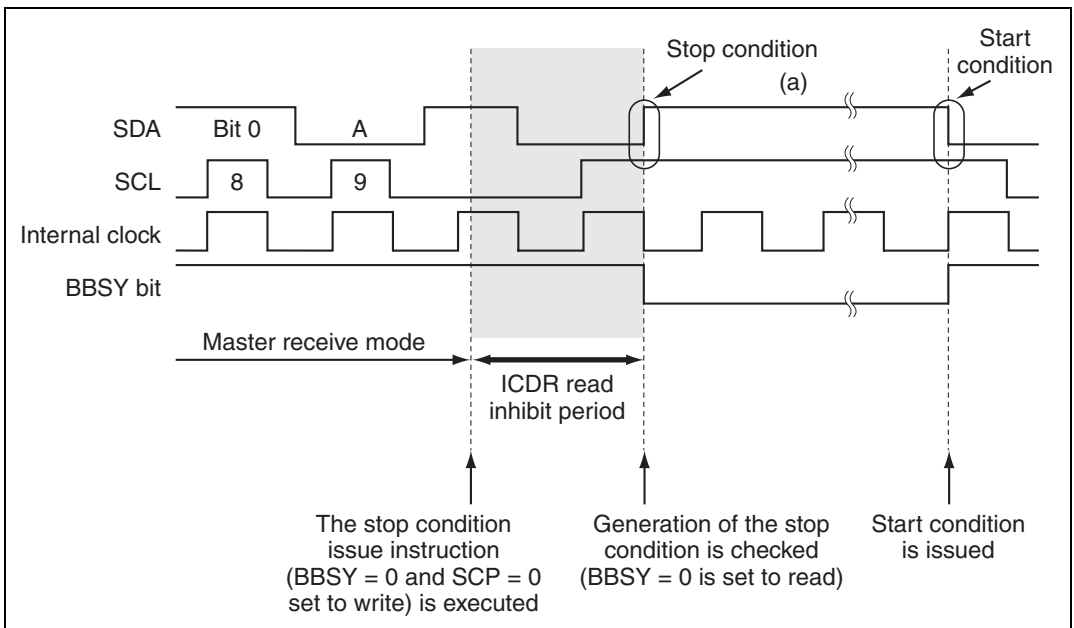 Stop condition
Start
condition
(a)
SDA
Bit 0
A
SCL
8
9
Internal clock
BBSY bit
Master receive mode
ICDR read
inhibit period
The stop condition
issue instruction
(BBSY = 0 and SCP = 0
set to write) is executed
Generation of the stop
condition is checked
(BBSY = 0 is set to read)
Start condition
is issued